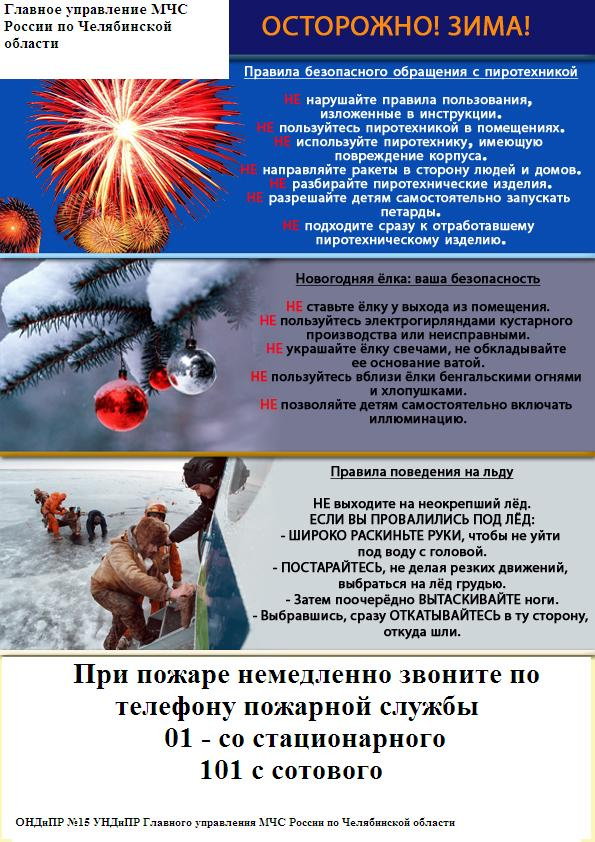 Главное управление МЧС
России по Челябинской
области
ОСТОРОЖНО! ЗИМА!
Правила безопасного обращения с пиротехникой
НЕ нарушайте правила пользования,
изложенные в инструкции.
НЕ пользуйтесь пиротехникой в помещениях.
НЕ используйте пиротехнику, имеющую
повреждение корпуса.
НЕ направляйте ракеты в сторону людей и домов.
НЕ разбирайте пиротехнические изделия.
НЕ разрешайте детям самостоятельно запускать
петарды.
НЕ подходите сразу к отработавшему
пиротехническому изделию.
Новогодняя ёлка: ваша безопасность
НЕ ставьте ёлку у выхода из помещения.
НЕ пользуйтесь электрогирляндами кустарного
производства или неисправными.
НЕ украшайте ёлку свечами, не обкладывайте
ее основание ватой.
НЕ пользуйтесь вблизи ёлки бенгальскими огнями
и хлопушками.
НЕ позволяйте детям самостоятельно включать
иллюминацию.
Правила поведения на льду
НЕ выходите на неокрепший лёд.
ЕСЛИ ВЫ ПРОВАЛИЛИСЬ ПОД ЛЁД:
- ШИРОКО РАСКИНЬТЕ РУКИ, чтобы не уйти
под воду с головой.
- ПОСТАРАЙТЕСЬ, не делая резких движений,
выбраться на лёд грудью.
- Затем поочерёдно ВЫТАСКИВАЙТЕ ноги.
- Выбравшись, сразу ОТКАТЫВАЙТЕСЬ в ту сторону,
откуда шли.
При пожаре немедленно звоните по
телефону пожарной службы
01 - со стационарного
101 с сотового
ОНДиПР №15 УНДиПР Главного управления МЧС России по Челябинской области